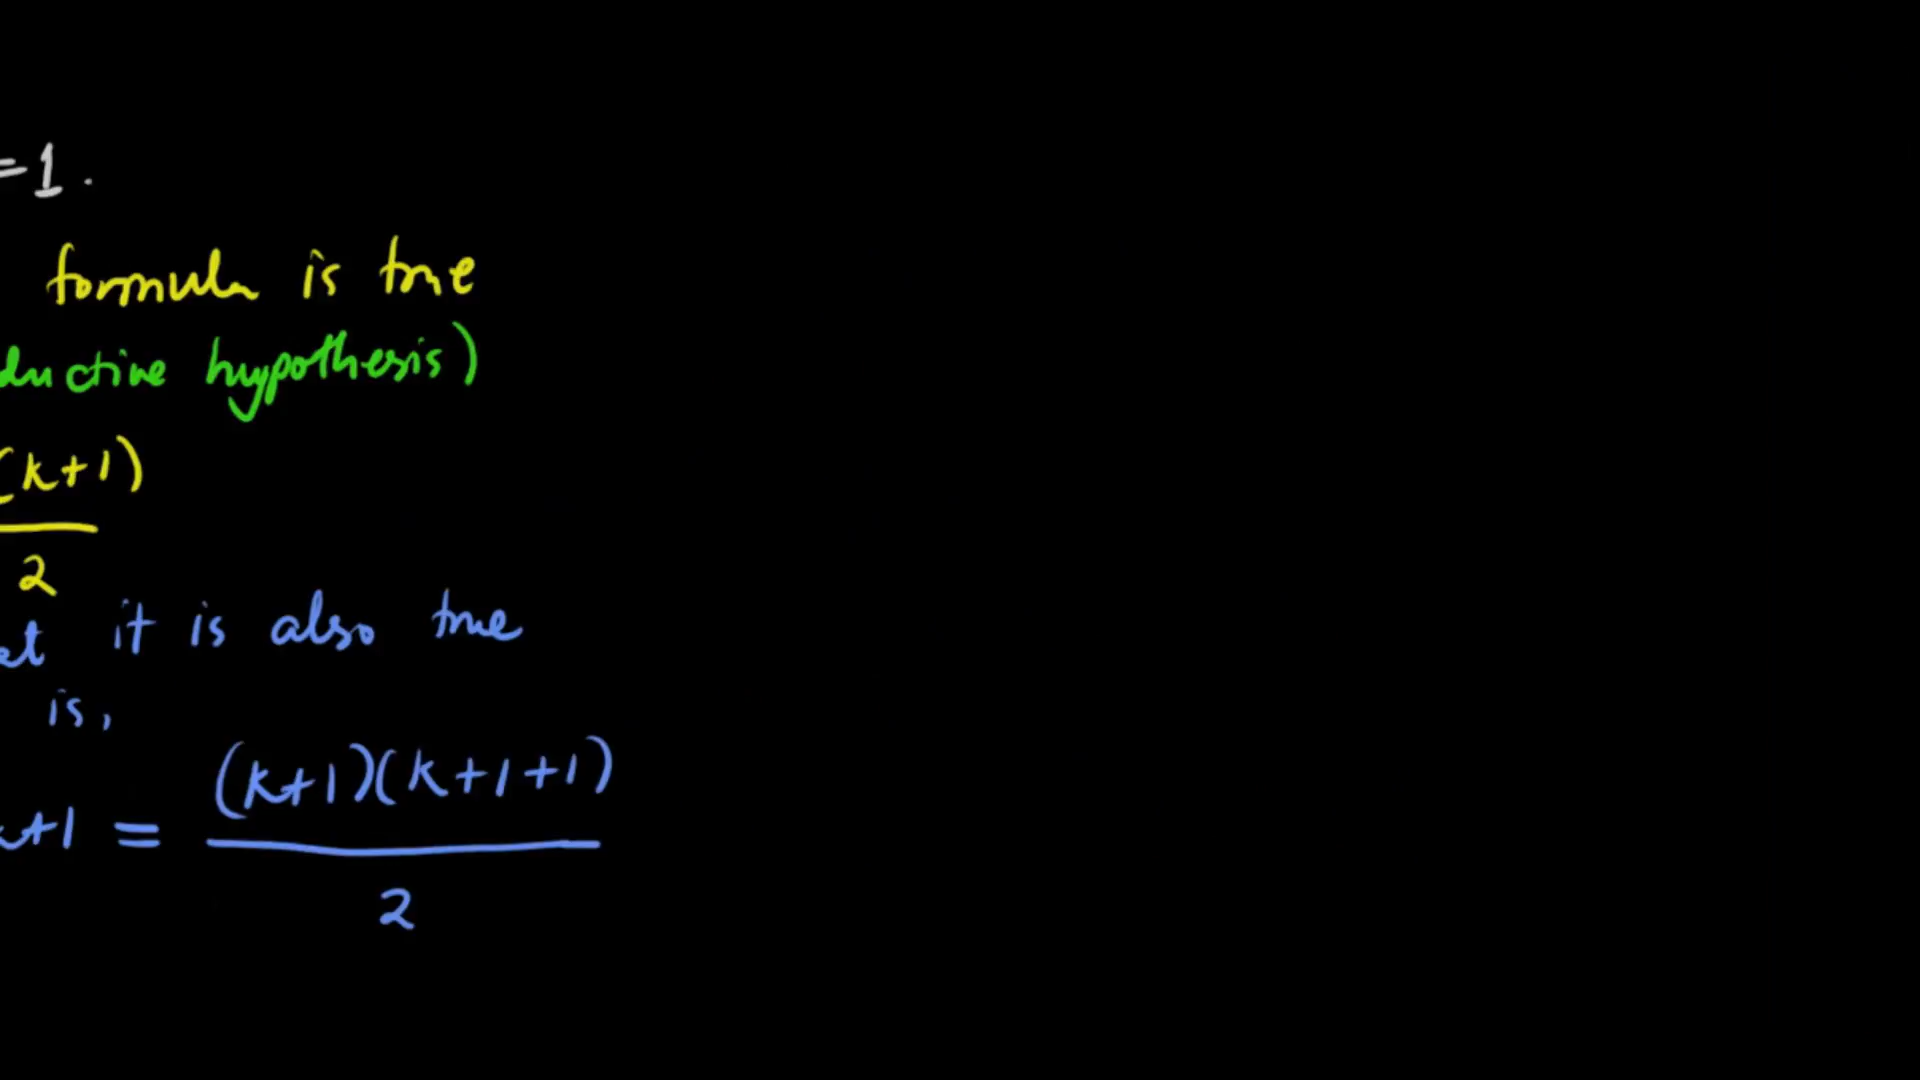 =1.
formula is true
ductive hypothesis)
(k+1)
2
it is also true
is,
+1 = (k+1)(k+1+1)
2